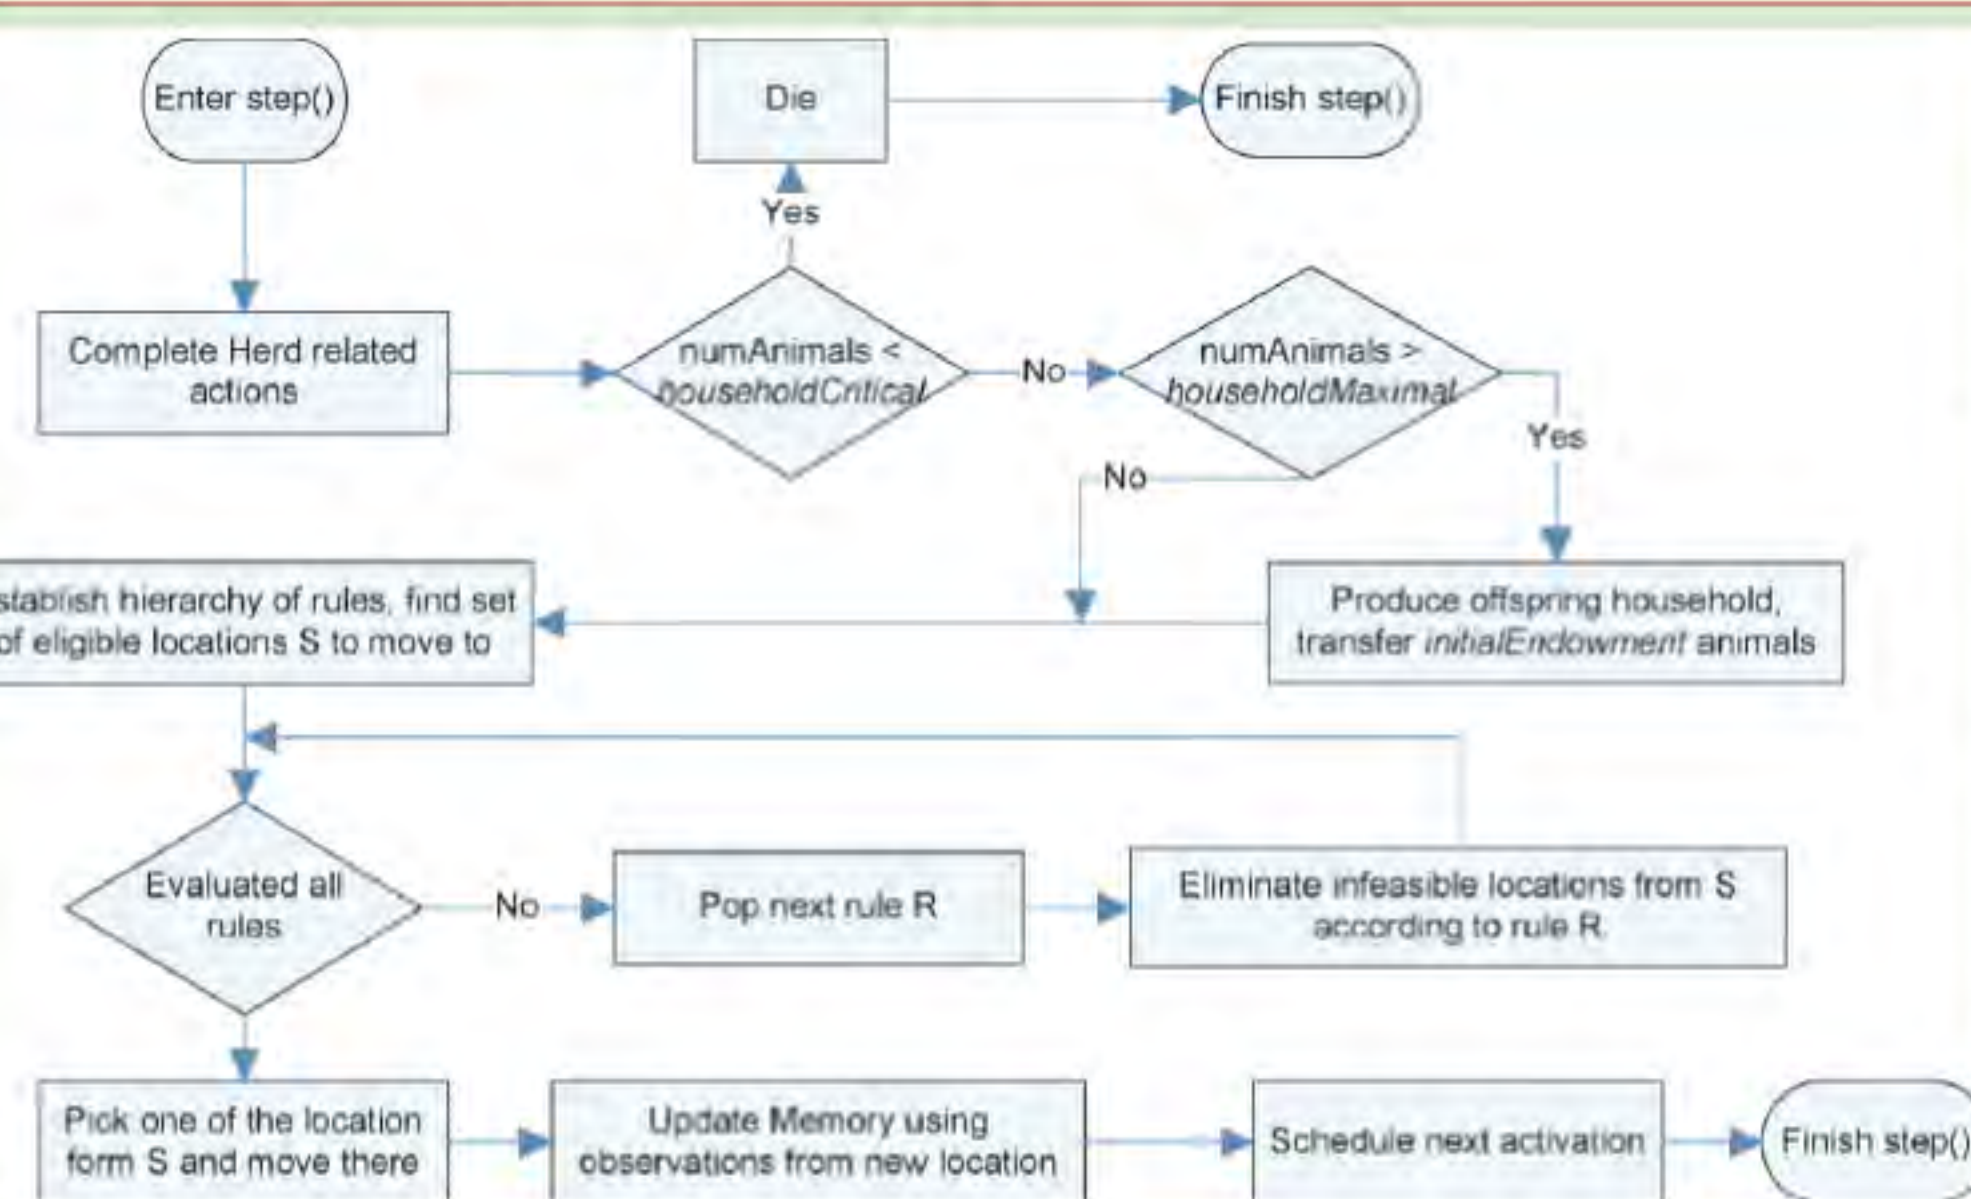 Enter step()
Die
Finish step()
Yes
Complete Herd related
actions
numAnimals <
householdCritical
No
numAnimals >
householdMaximal
Yes
No
stablish hierarchy of rules, find set
of eligible locations S to move to
Produce offspring household,
transfer initialEndowment animals
Evaluated all
rules
No
Pop next rule R
Eliminate infeasible locations from S
according to rule R
Pick one of the location
form S and move there
Update Memory using
observations from new location
Schedule next activation
Finish step()